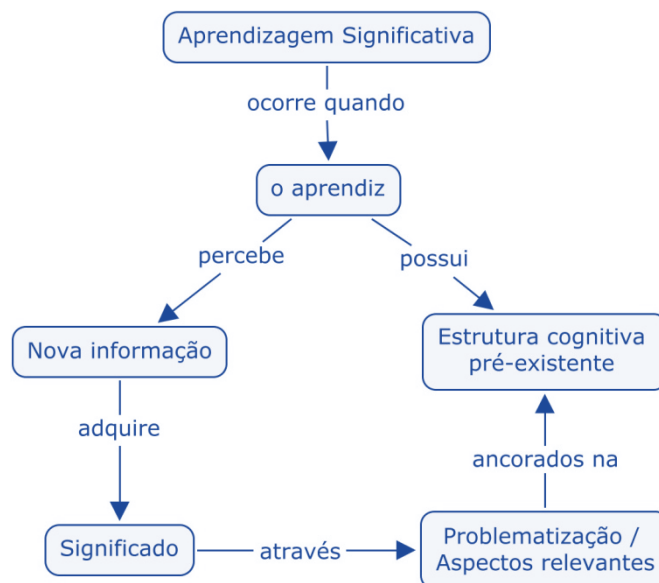 Aprendizagem Significativa
ocorre quando
o aprendiz
percebe
possui
Nova informação
Estrutura cognitiva
pré-existente
adquire
ancorados na
Significado
através
Problematização /
Aspectos relevantes